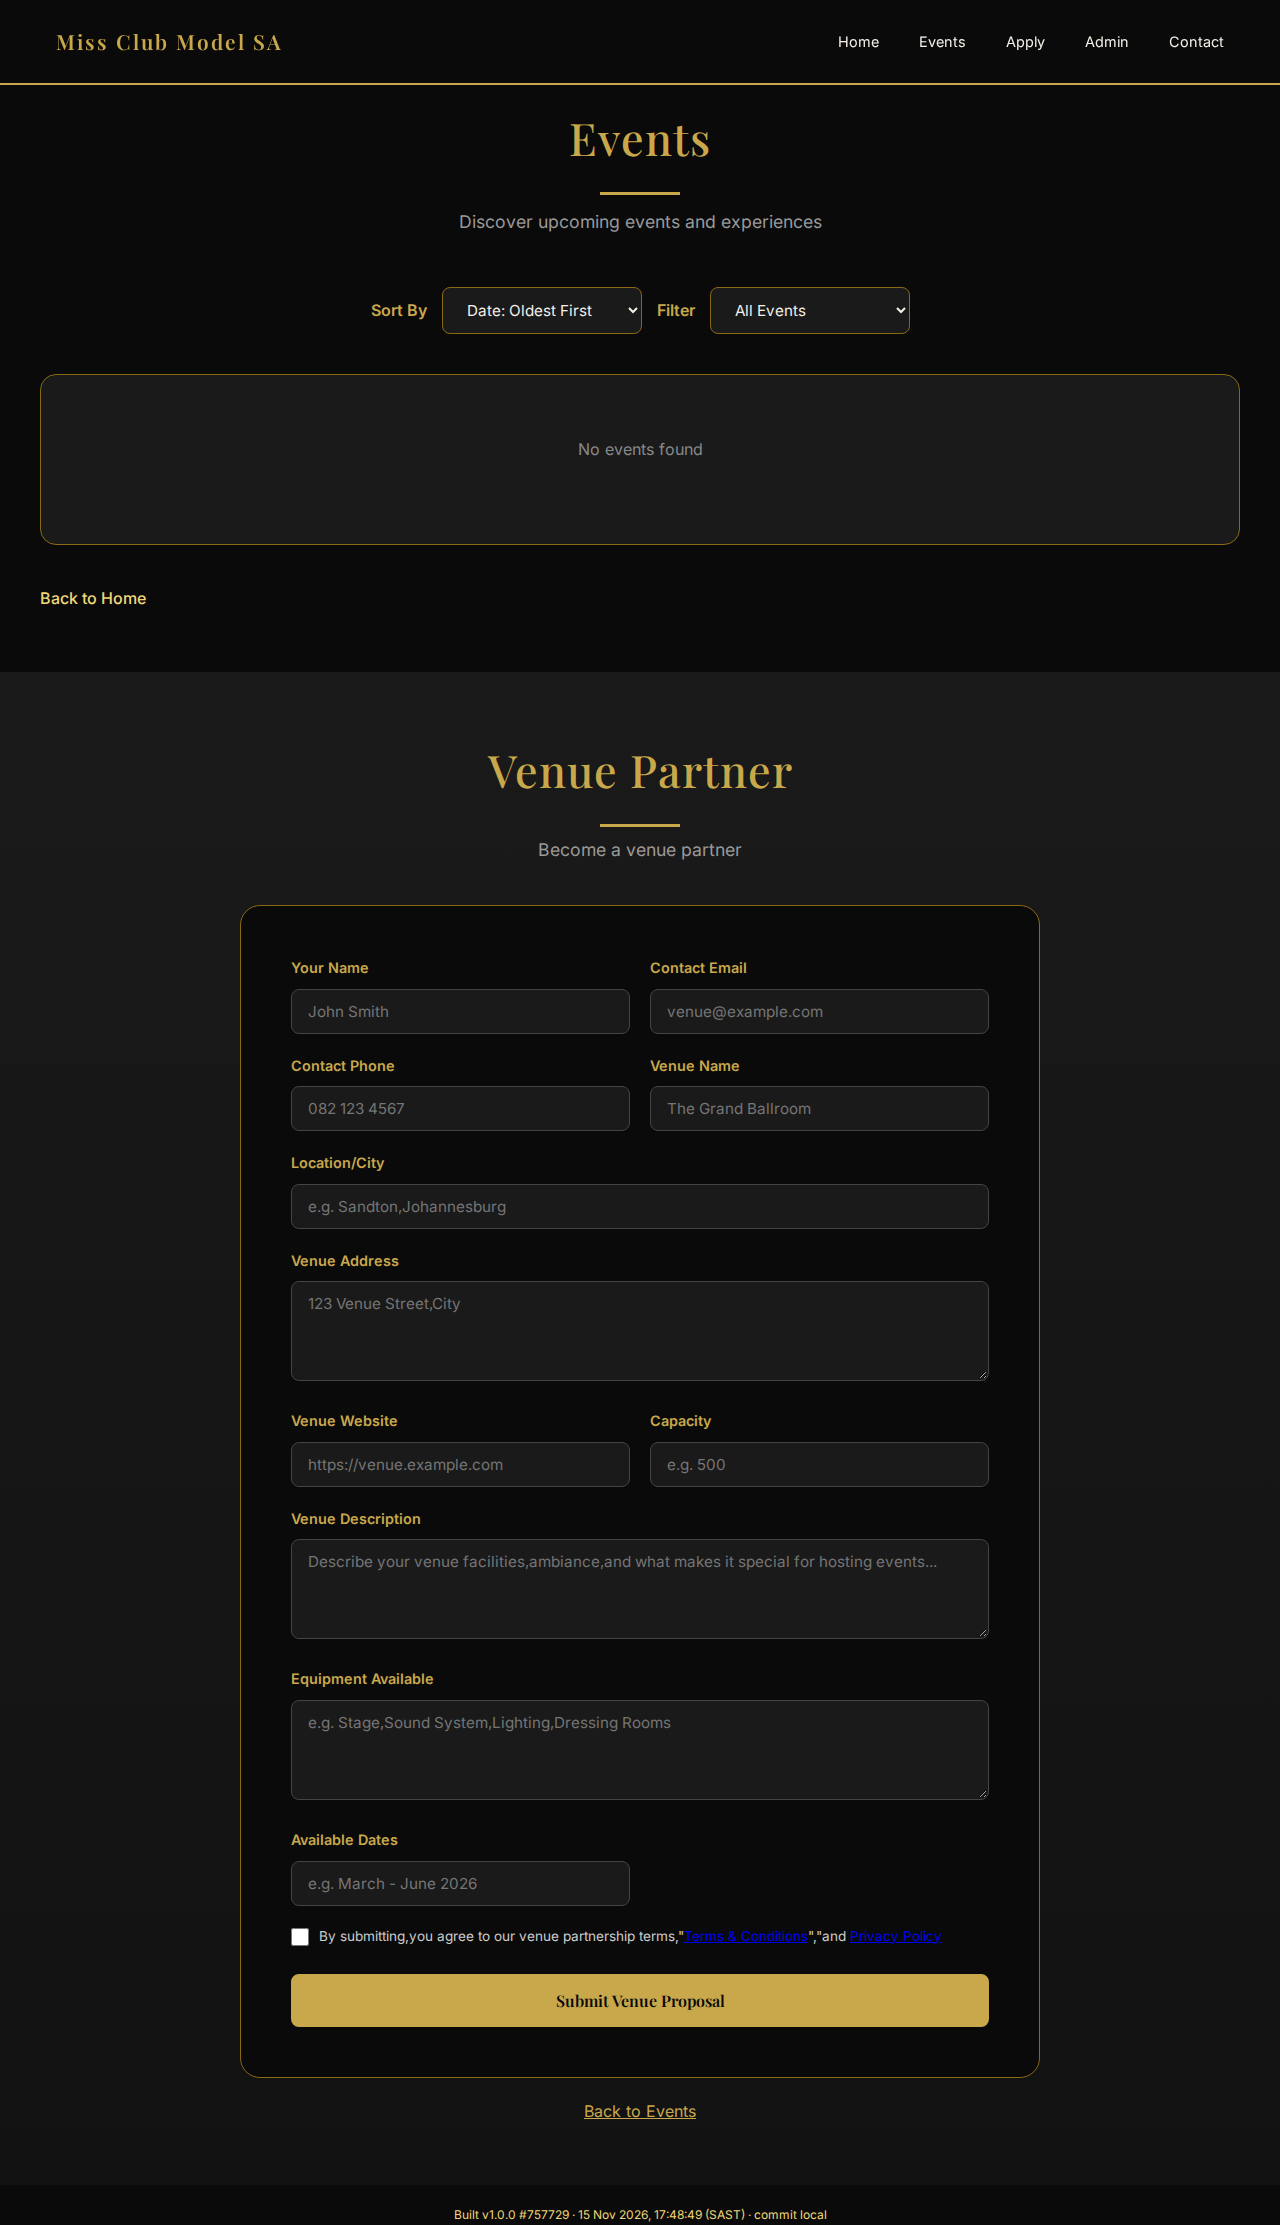 Miss Club Model SA
Home Events Apply Admin Contact
Events
Discover upcoming events and experiences
Sort By Date: Oldest First Filter All Events
No events found
Back to Home
Venue Partner
Become a venue partner
Your Name Contact Email
John Smith venue@example.com
Contact Phone Venue Name
082 123 4567 The Grand Ballroom
Location/City
e.g. Sandton,Johannesburg
Venue Address
123 Venue Street,City
Venue Website Capacity
https://venue.example.com e.g. 500
Venue Description
Describe your venue facilities,ambiance,and what makes it special for hosting events...
Equipment Available
e.g. Stage,Sound System,Lighting,Dressing Rooms
Available Dates
e.g. March - June 2026
By submitting,you agree to our venue partnership terms,"Terms & Conditions","and Privacy Policy
Submit Venue Proposal
Back to Events
Built v1.0.0 #757729 · 15 Nov 2026, 17:48:49 (SAST) · commit local